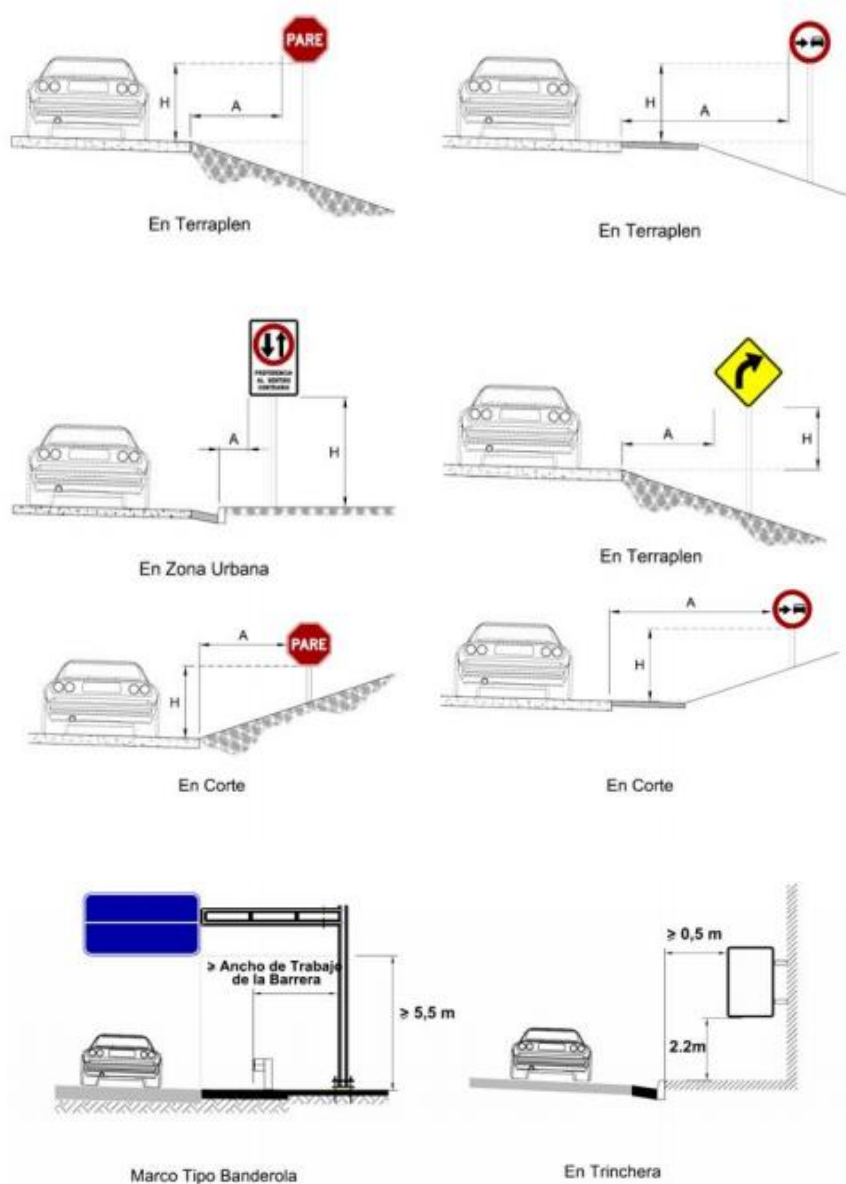 PARE
H
A
En Terraplen
H
A
En Terraplen
PREFERENCIA
AL SENTIDO
CONTRARIO
A
H
En Zona Urbana
A
H
En Terraplen
A
PARE
H
En Corte
A
H
En Corte
≥ Ancho de Trabajo
de la Barrera
≥ 5,5 m
Marco Tipo Banderola
≥ 0,5 m
2.2m
En Trinchera